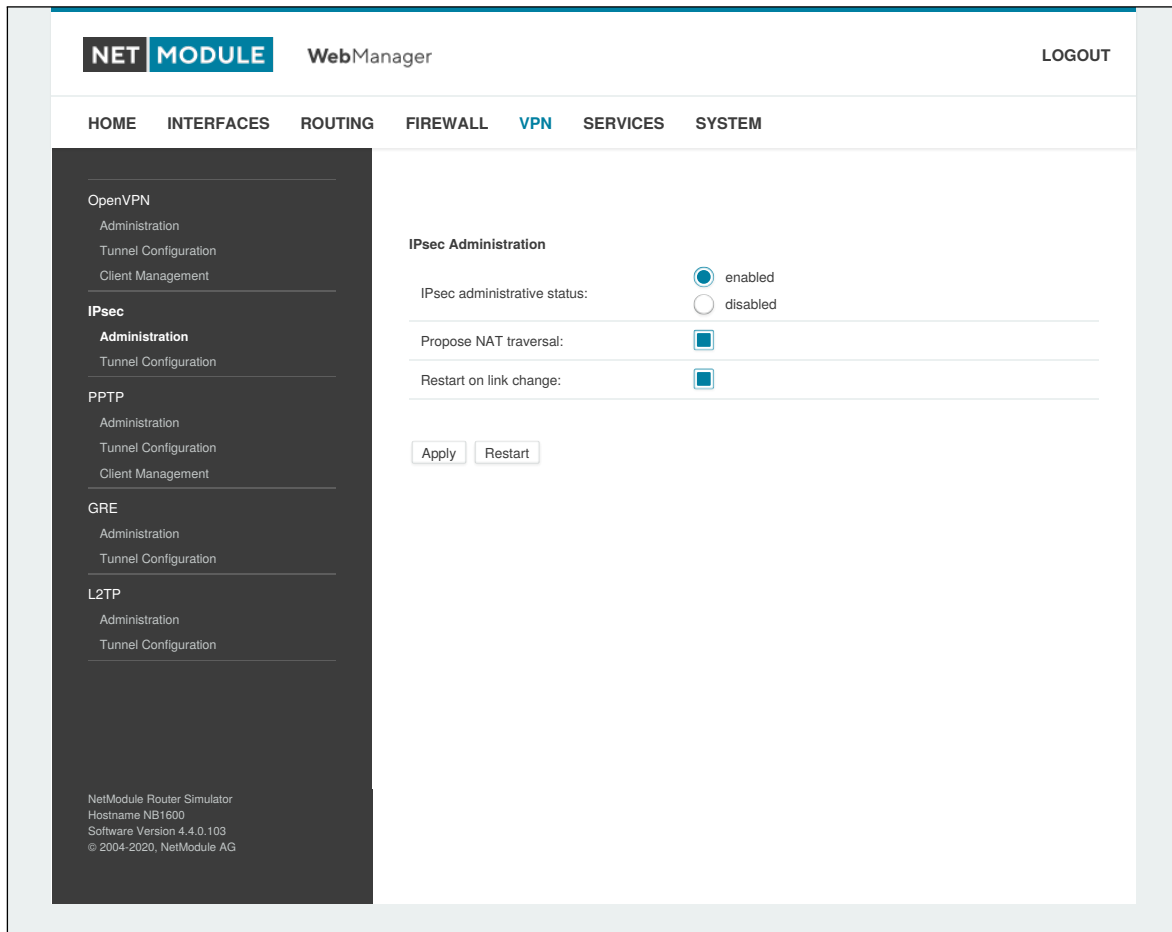 NET MODULE WebManager LOGOUT
HOME INTERFACES ROUTING FIREWALL VPN SERVICES SYSTEM
OpenVPN
Administration
Tunnel Configuration
Client Management
IPsec
Administration
Tunnel Configuration
PPTP
Administration
Tunnel Configuration
Client Management
GRE
Administration
Tunnel Configuration
L2TP
Administration
Tunnel Configuration
NetModule Router Simulator
Hostname NB1600
Software Version 4.4.0.103
© 2004-2020, NetModule AG
IPsec Administration
IPsec administrative status:
enabled
disabled
Propose NAT traversal:
Restart on link change:
Apply Restart